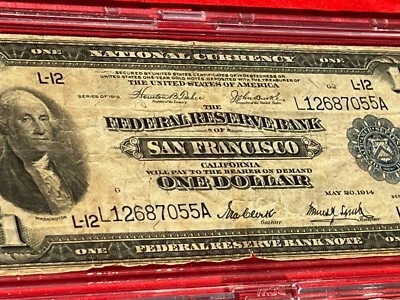 ONE NATIONAL CURRENCY ONE
L-12 SECURED BY UNITED STATES CERTIFICATES OF INDEBTEDNESS OR L-12
UNITED STATES ONE-YEAR GOLD NOTES, DEPOSITED WITH THE TREASURER OF
THE UNITED STATES OF AMERICA
SERIES OF 1918
L12687055A
THE
FEDERAL RESERVE BANK
OF
SAN FRANCISCO
CALIFORNIA
WILL PAY TO THE BEARER ON DEMAND
G ONE DOLLAR MAY 20, 1914
WASHINGTON
L-12 L12687055A L-12
Cashier
ONE FEDERAL RESERVE BANK NOTE ONE
1